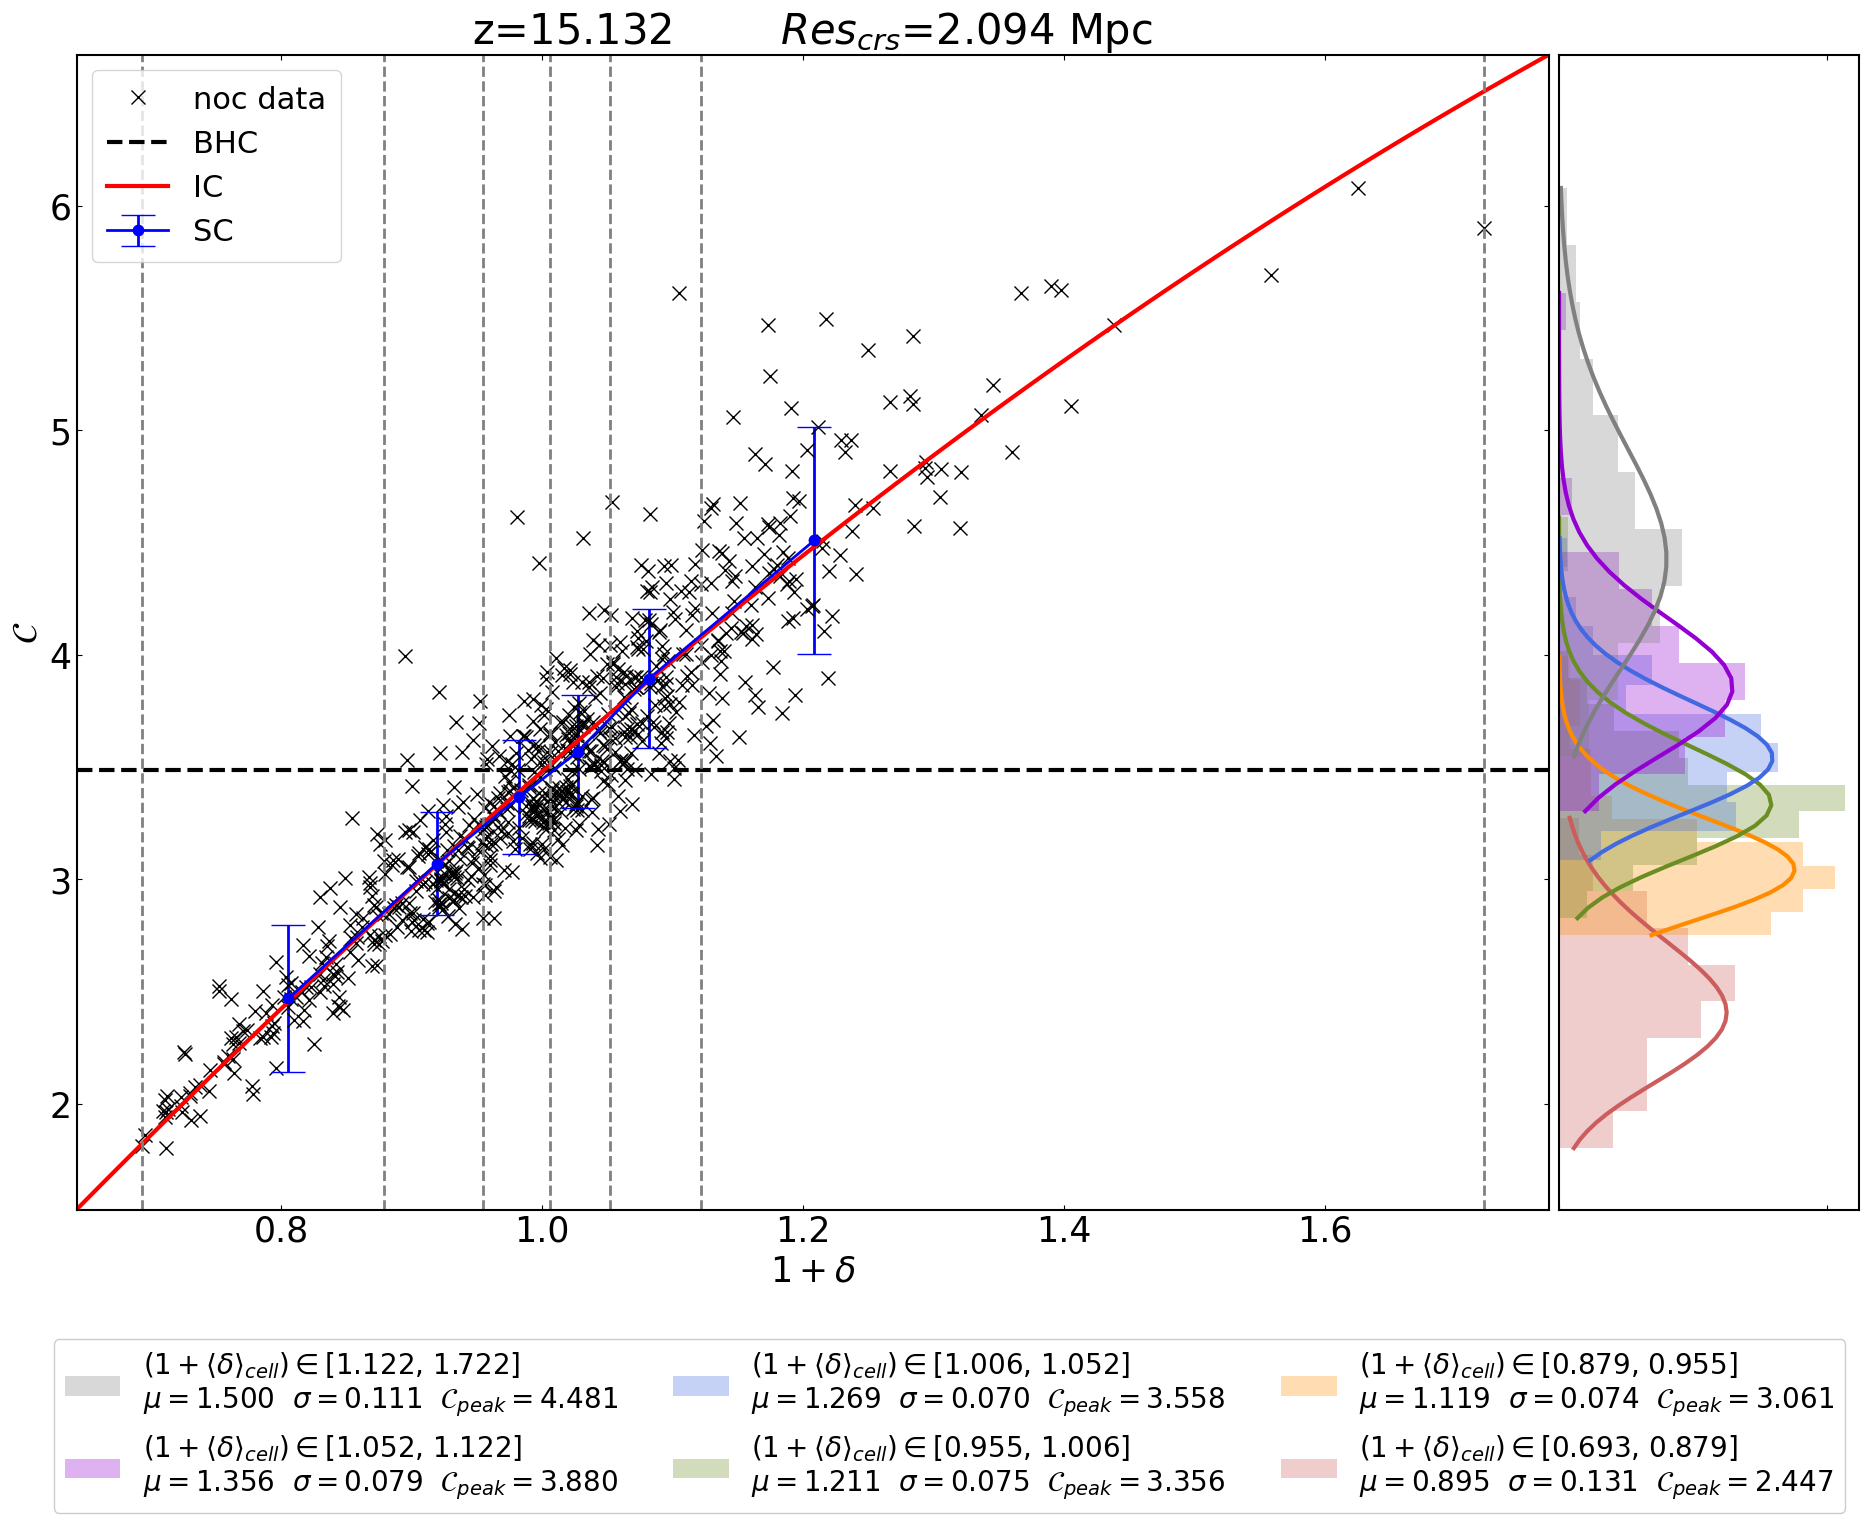 z=15.132 Res_crs=2.094 Mpc
noc data
BHC
IC
SC
6
5
4
3
2
𝒞
0.8 1.0 1.2 1.4 1.6
1 + δ
(1 + ⟨δ⟩_cell) ∈ [1.122, 1.722]
μ = 1.500 σ = 0.111 𝒞_peak = 4.481
(1 + ⟨δ⟩_cell) ∈ [1.052, 1.122]
μ = 1.356 σ = 0.079 𝒞_peak = 3.880
(1 + ⟨δ⟩_cell) ∈ [1.006, 1.052]
μ = 1.269 σ = 0.070 𝒞_peak = 3.558
(1 + ⟨δ⟩_cell) ∈ [0.955, 1.006]
μ = 1.211 σ = 0.075 𝒞_peak = 3.356
(1 + ⟨δ⟩_cell) ∈ [0.879, 0.955]
μ = 1.119 σ = 0.074 𝒞_peak = 3.061
(1 + ⟨δ⟩_cell) ∈ [0.693, 0.879]
μ = 0.895 σ = 0.131 𝒞_peak = 2.447